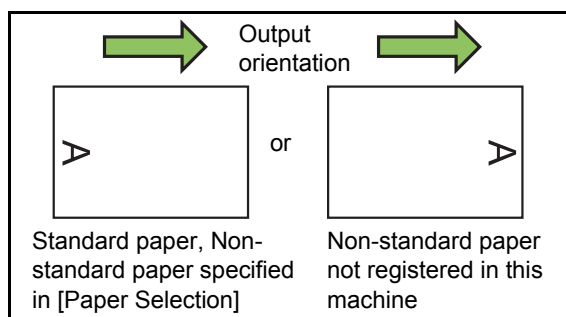 Output
orientation
A
or
A
Standard paper, Non-
standard paper specified
in [Paper Selection]
Non-standard paper
not registered in this
machine